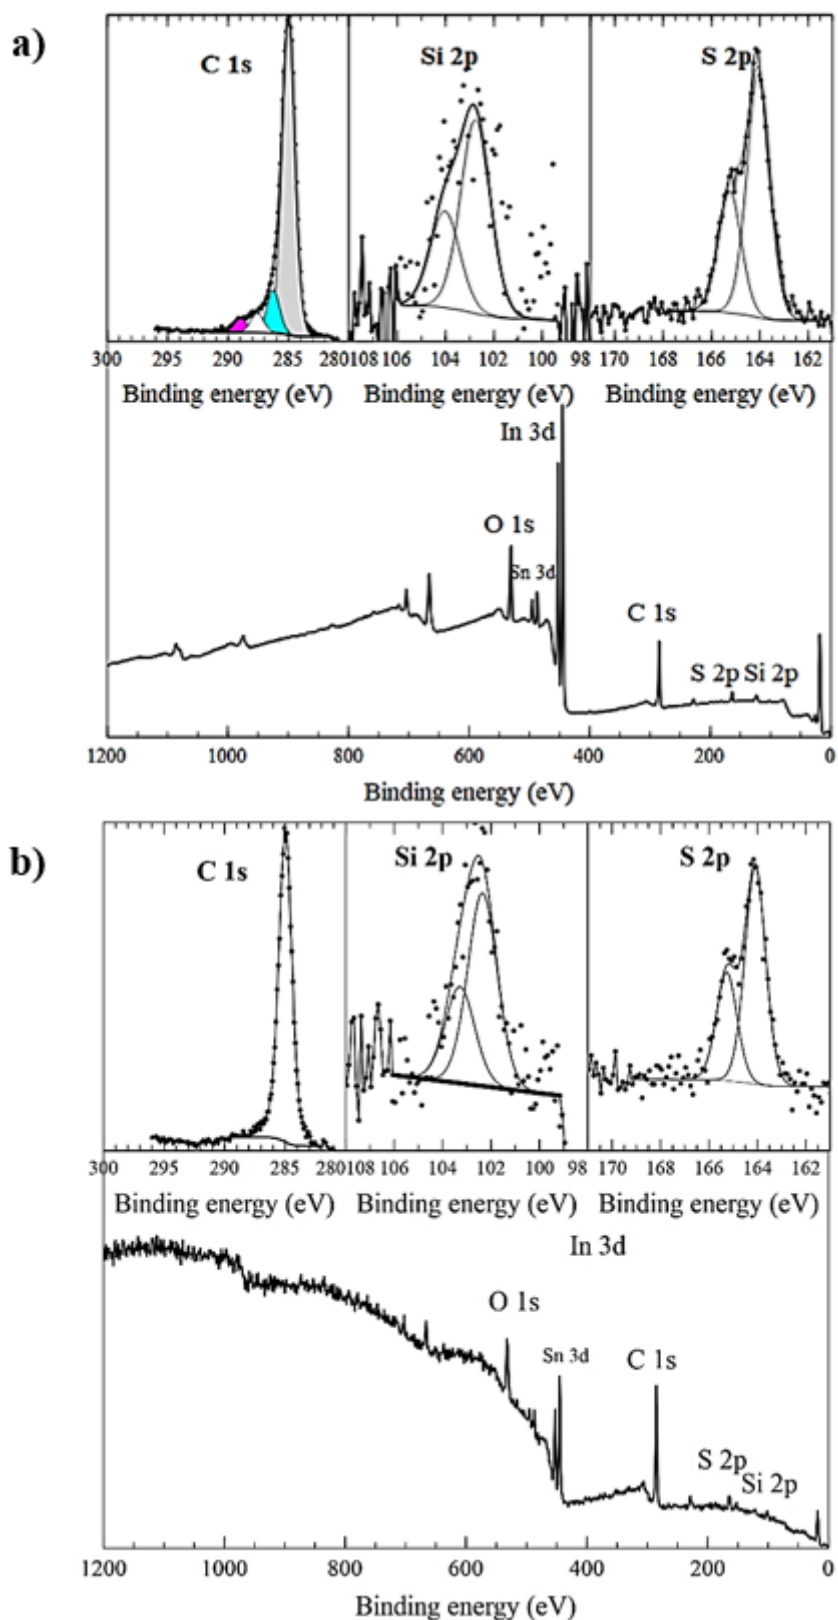 a)
C 1s
Si 2p
S 2p
300 295 290 285 280 108 106 104 102 100 98 170 168 166 164 162
Binding energy (eV) Binding energy (eV) Binding energy (eV)
In 3d
O 1s
Sn 3d
C 1s
S 2p Si 2p
1200 1000 800 600 400 200 0
Binding energy (eV)
b)
C 1s
Si 2p
S 2p
300 295 290 285 280 108 106 104 102 100 98 170 168 166 164 162
Binding energy (eV) Binding energy (eV) Binding energy (eV)
In 3d
O 1s
Sn 3d
C 1s
S 2p
Si 2p
1200 1000 800 600 400 200 0
Binding energy (eV)